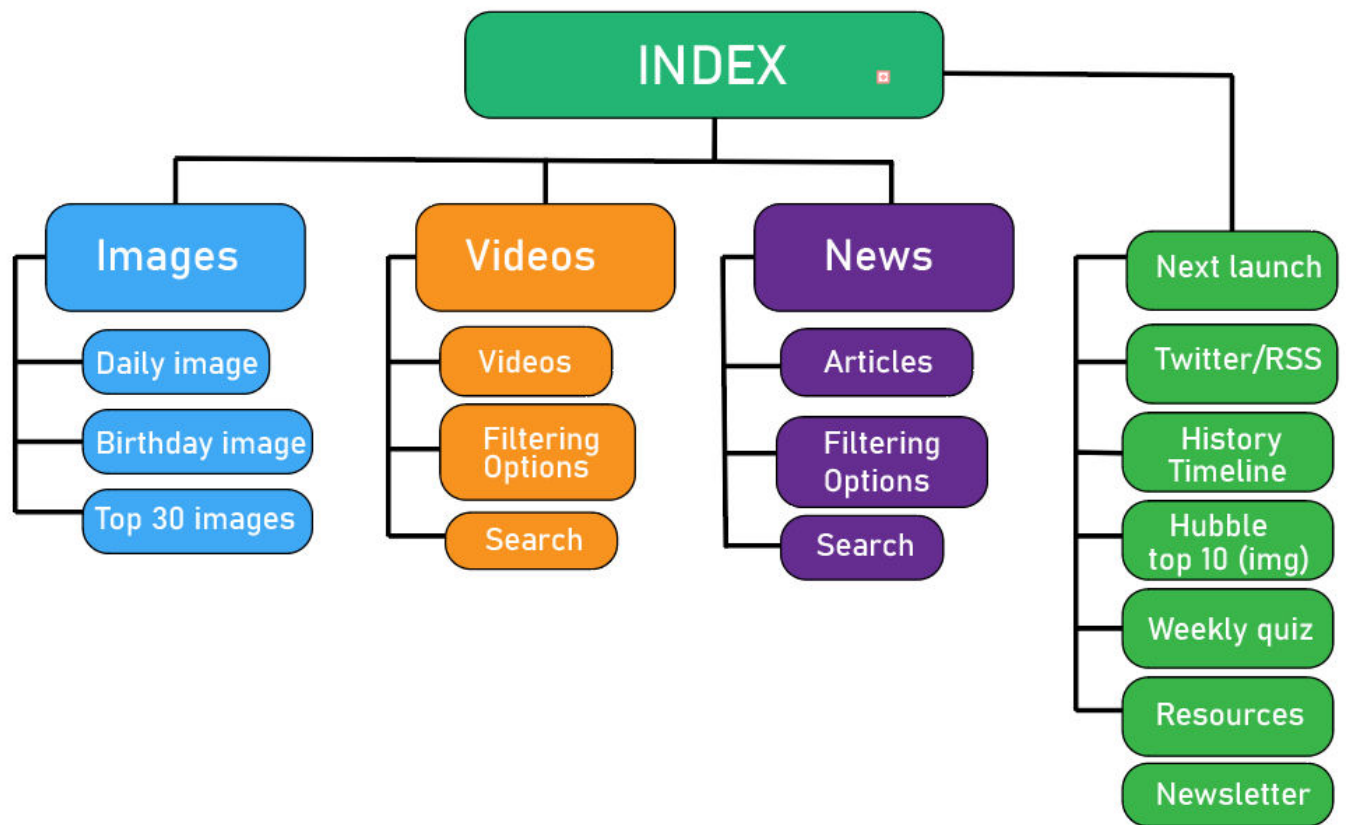 INDEX
Images
Daily image
Birthday image
Top 30 images
Videos
Videos
Filtering
Options
Search
News
Articles
Filtering
Options
Search
Next launch
Twitter/RSS
History
Timeline
Hubble
top 10 (img)
Weekly quiz
Resources
Newsletter